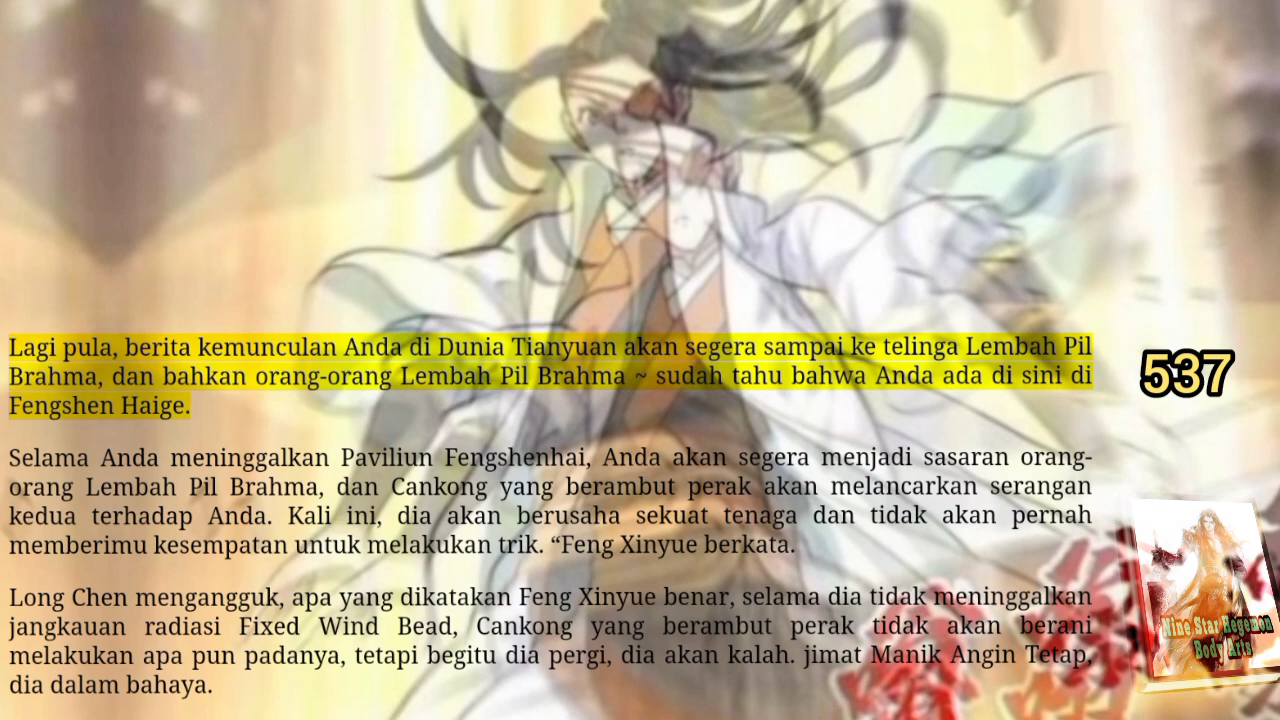 Lagi pula, berita kemunculan Anda di Dunia Tianyuan akan segera sampai ke telinga Lembah Pil
Brahma, dan bahkan orang-orang Lembah Pil Brahma ~ sudah tahu bahwa Anda ada di sini di
Fengshen Haige.
537
Selama Anda meninggalkan Paviliun Fengshenhai, Anda akan segera menjadi sasaran orang-
orang Lembah Pil Brahma, dan Cankong yang berambut perak akan melancarkan serangan
kedua terhadap Anda. Kali ini, dia akan berusaha sekuat tenaga dan tidak akan pernah
memberimu kesempatan untuk melakukan trik. “Feng Xinyue berkata.
Long Chen mengangguk, apa yang dikatakan Feng Xinyue benar, selama dia tidak meninggalkan
jangkauan radiasi Fixed Wind Bead, Cankong yang berambut perak tidak akan berani
melakukan apa pun padanya, tetapi begitu dia pergi, dia akan kalah. jimat Manik Angin Tetap,
dia dalam bahaya.
Nine Star Hegemon
Body Arts